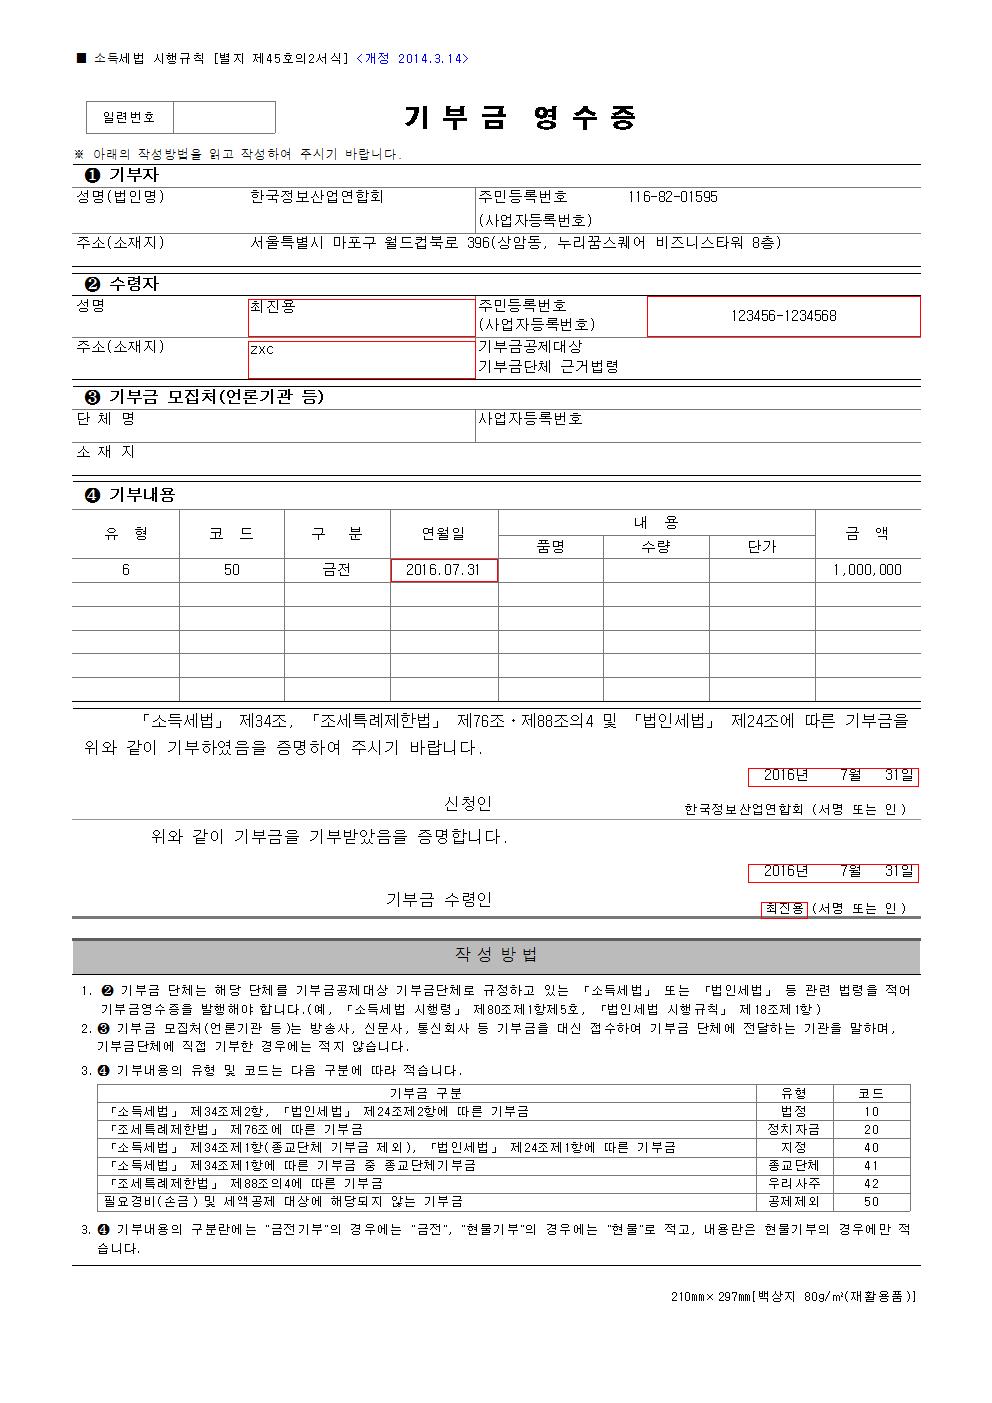 ■ 소득세법 시행규칙 [별지 제45호의2서식] <개정 2014.3.14>
일련번호
기 부 금 영 수 증
※ 아래의 작성방법을 읽고 작성하여 주시기 바랍니다.
❶ 기부자
성명(법인명) 한국정보산업연합회 주민등록번호 116-82-01595
(사업자등록번호)
주소(소재지) 서울특별시 마포구 월드컵북로 396(상암동, 누리꿈스퀘어 비즈니스타워 8층)
❷ 수령자
성명 최진용 주민등록번호 123456-1234568
(사업자등록번호)
주소(소재지) zxc 기부금공제대상
기부금단체 근거법령
❸ 기부금 모집처(언론기관 등)
단 체 명 사업자등록번호
소 재 지
❹ 기부내용
유 형 코 드 구 분 연월일 내 용 금 액
품명 수량 단가
6 50 금전 2016.07.31 1,000,000
「소득세법」 제34조, 「조세특례제한법」 제76조·제88조의4 및 「법인세법」 제24조에 따른 기부금을
위와 같이 기부하였음을 증명하여 주시기 바랍니다.
2016년 7월 31일
신청인 한국정보산업연합회 (서명 또는 인)
위와 같이 기부금을 기부받았음을 증명합니다.
2016년 7월 31일
기부금 수령인 최진용 (서명 또는 인)
작 성 방 법
1. ❷ 기부금 단체는 해당 단체를 기부금공제대상 기부금단체로 규정하고 있는 「소득세법」 또는 「법인세법」 등 관련 법령을 적어
기부금영수증을 발행해야 합니다.(예, 「소득세법 시행령」 제80조제1항제5호, 「법인세법 시행규칙」 제18조제1항)
2. ❸ 기부금 모집처(언론기관 등)는 방송사, 신문사, 통신회사 등 기부금을 대신 접수하여 기부금 단체에 전달하는 기관을 말하며,
기부금단체에 직접 기부한 경우에는 적지 않습니다.
3. ❹ 기부내용의 유형 및 코드는 다음 구분에 따라 적습니다.
기부금 구분 유형 코드
「소득세법」 제34조제2항, 「법인세법」 제24조제2항에 따른 기부금 법정 10
「조세특례제한법」 제76조에 따른 기부금 정치자금 20
「소득세법」 제34조제1항(종교단체 기부금 제외), 「법인세법」 제24조제1항에 따른 기부금 지정 40
「소득세법」 제34조제1항에 따른 기부금 중 종교단체기부금 종교단체 41
「조세특례제한법」 제88조의4에 따른 기부금 우리사주 42
필요경비(손금)및 세액공제 대상에 해당되지 않는 기부금 공제제외 50
3. ❹ 기부내용의 구분란에는 "금전기부"의 경우에는 "금전", "현물기부"의 경우에는 "현물"로 적고, 내용란은 현물기부의 경우에만 적
습니다.
210mm×297mm[백상지 80g/㎡(재활용품)]